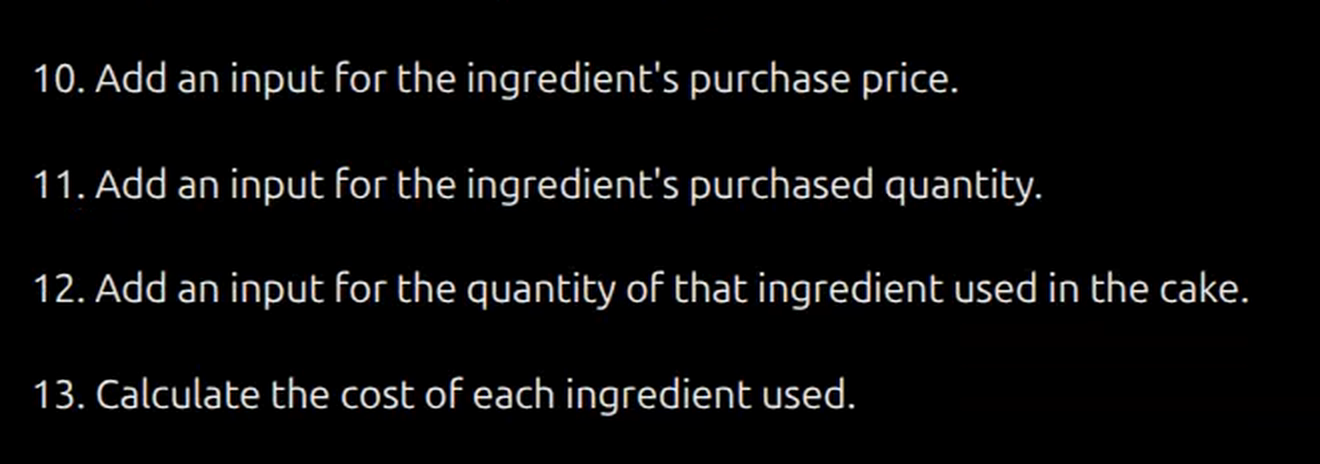 10. Add an input for the ingredient's purchase price.
11. Add an input for the ingredient's purchased quantity.
12. Add an input for the quantity of that ingredient used in the cake.
13. Calculate the cost of each ingredient used.